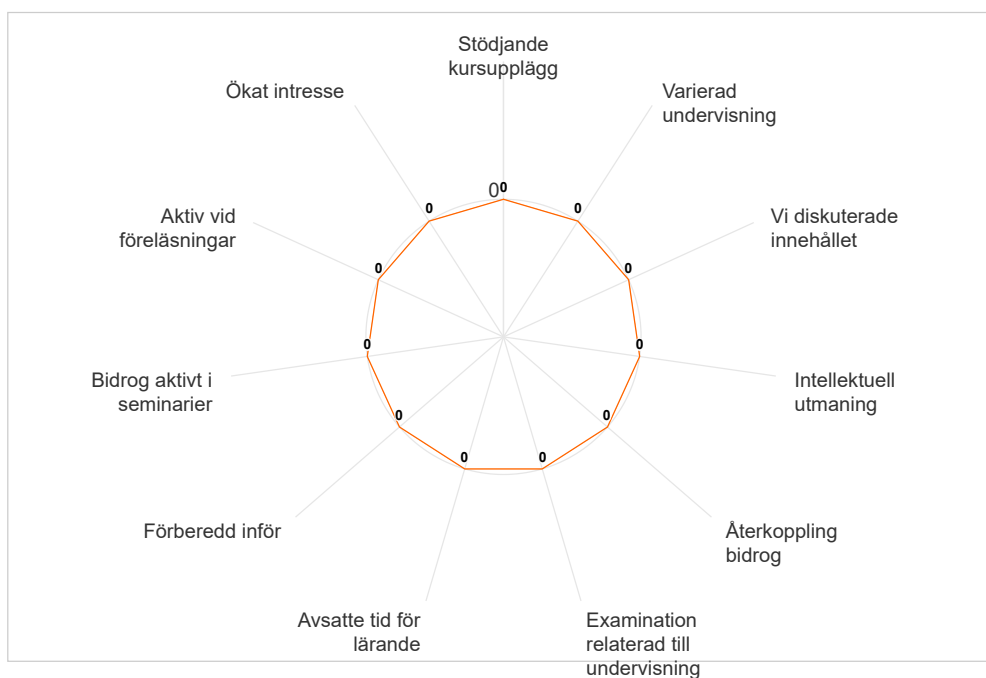 Stödjande
kursupplägg
Ökat intresse
Varierad
undervisning
0
0
0
0
Aktiv vid
föreläsningar
Vi diskuterade
innehållet
0
0
0
0
Bidrog aktivt i
seminarier
Intellektuell
utmaning
0
0
0
0
Förberedd inför
Återkoppling
bidrog
Avsatte tid för
lärande
Examination
relaterad till
undervisning